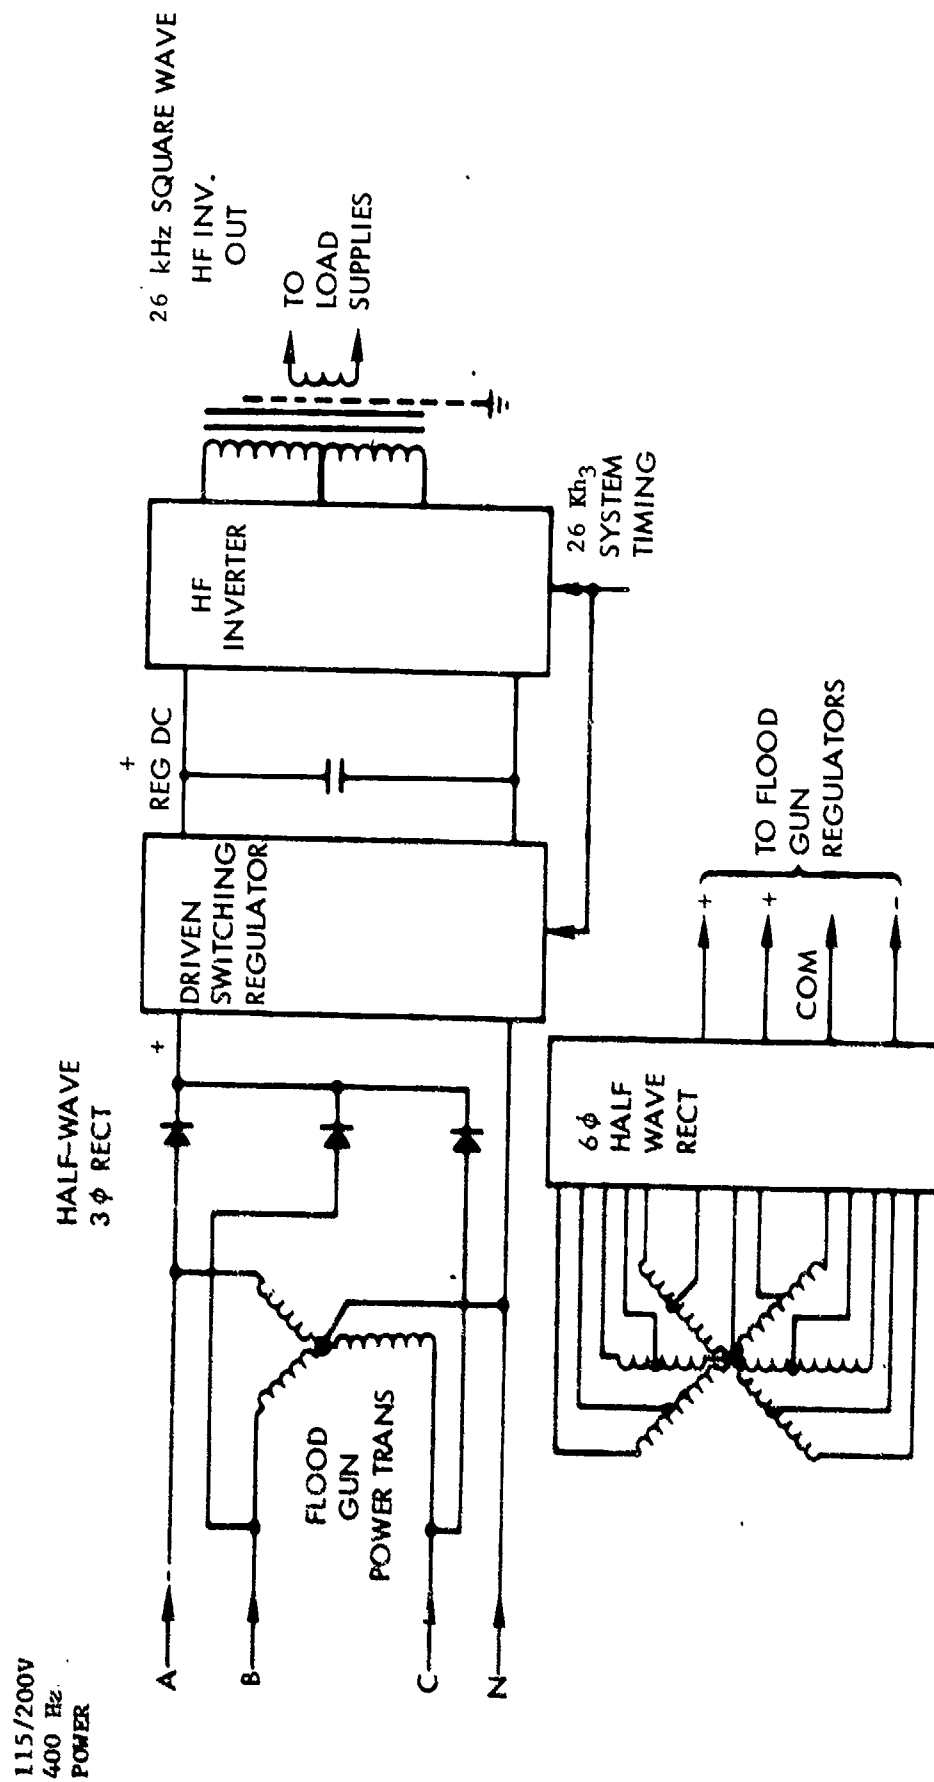 115/200V
400 Hz.
POWER
A
B
C
N
HALF-WAVE
3ϕ RECT
FLOOD
GUN
POWER TRANS
+
DRIVEN
SWITCHING
REGULATOR
+
REG DC
HF
INVERTER
26 Kh3
SYSTEM
TIMING
26 kHz SQUARE WAVE
HF INV.
OUT
TO
LOAD
SUPPLIES
6ϕ
HALF
WAVE
RECT
+
+
COM
-
TO FLOOD
GUN
REGULATORS